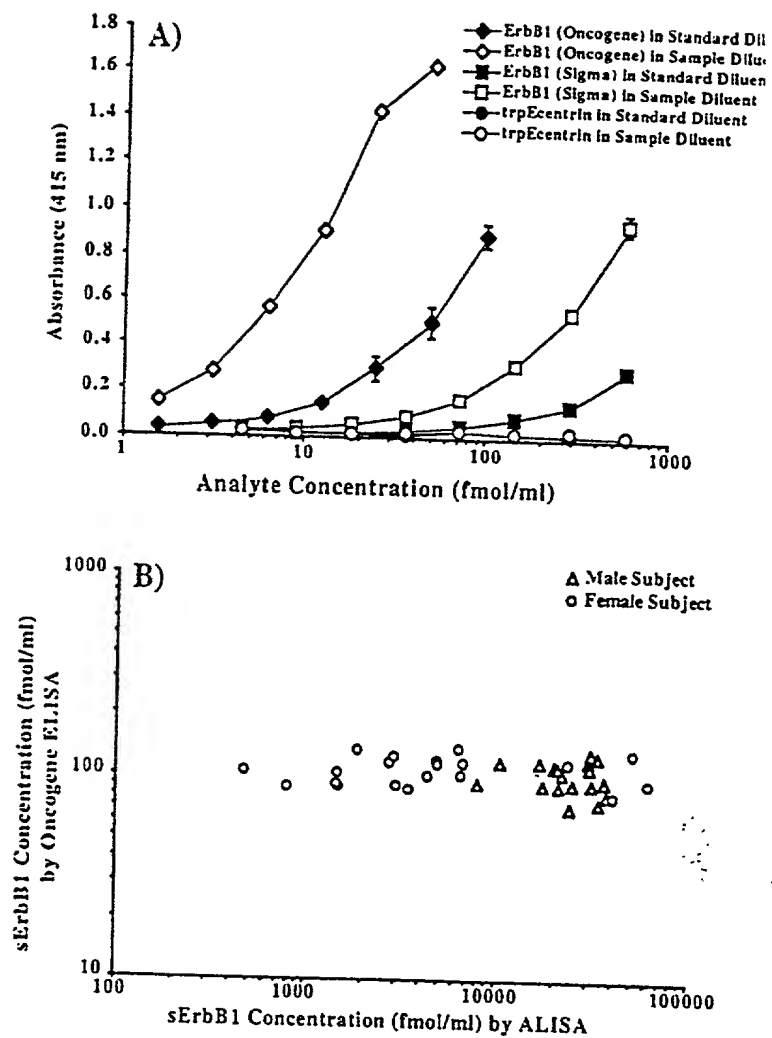 A)
ErbB1 (Oncogene) in Standard Dil
ErbB1 (Oncogene) in Sample Dilue
ErbB1 (Sigma) in Standard Diluen
ErbB1 (Sigma) in Sample Diluent
trpEcentrin in Standard Diluent
trpEcentrin in Sample Diluent
Absorbance (415 nm)
1.8
1.6
1.4
1.2
1.0
0.8
0.6
0.4
0.2
0.0
1
10
100
1000
Analyte Concentration (fmol/ml)
B)
Male Subject
Female Subject
sErbB1 Concentration (fmol/ml)
by Oncogene ELISA
1000
100
10
100
1000
10000
100000
sErbB1 Concentration (fmol/ml) by ALISA